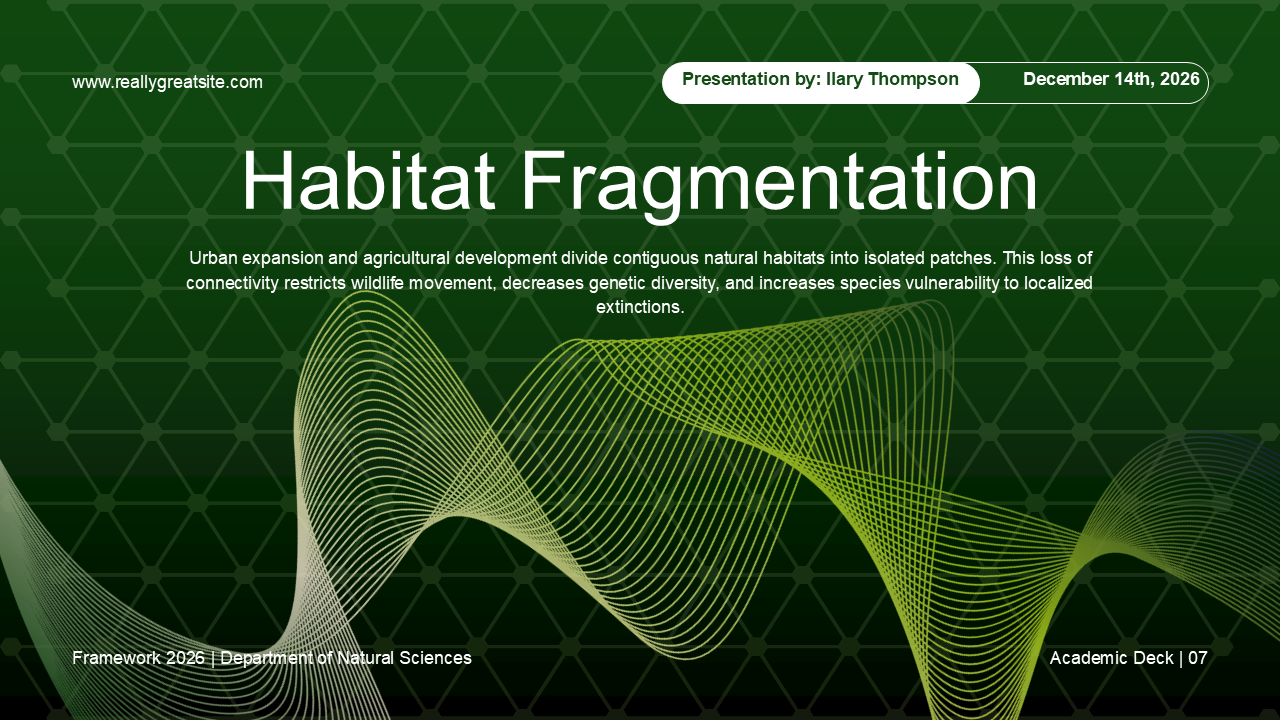 www.reallygreatsite.com
Presentation by: Ilary Thompson
December 14th, 2026
Habitat Fragmentation
Urban expansion and agricultural development divide contiguous natural habitats into isolated patches. This loss of
connectivity restricts wildlife movement, decreases genetic diversity, and increases species vulnerability to localized
extinctions.
Framework 2026 | Department of Natural Sciences
Academic Deck | 07